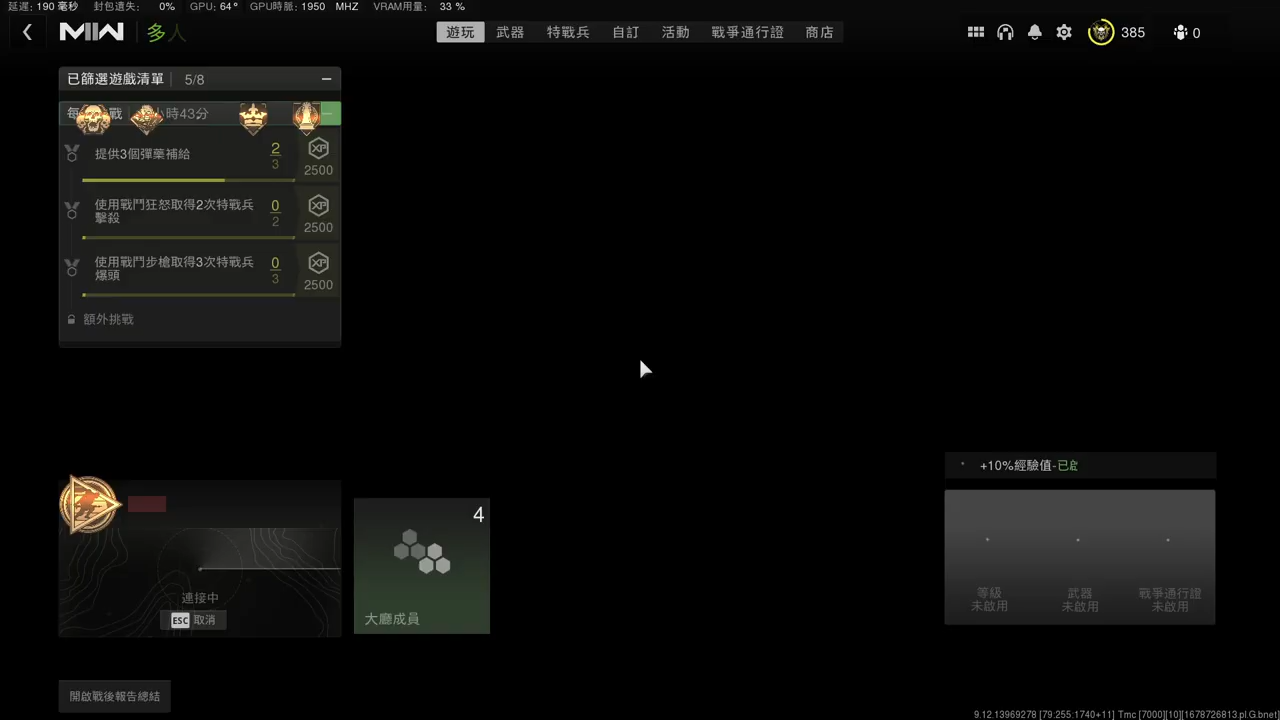 延遲: 190 毫秒 封包遺失: 0% GPU: 64° GPU時脈: 1950 MHZ VRAM用量: 33 %
MWII 多人 遊玩 武器 特戰兵 自訂 活動 戰爭通行證 商店 385 0
已篩選遊戲清單 5/8
每 戰 小時43分
提供3個彈藥補給 2/3 XP 2500
使用戰鬥狂怒取得2次特戰兵
擊殺 0/2 XP 2500
使用戰鬥步槍取得3次特戰兵
爆頭 0/3 XP 2500
額外挑戰
+10%經驗值-已啟
4
大廳成員
連接中
ESC 取消
等級
未啟用
武器
未啟用
戰爭通行證
未啟用
開啟戰後報告總結
9.12.13969278 [79:255:1740+11] Tmc [7000][10][1678726813.pl.G.bnet]